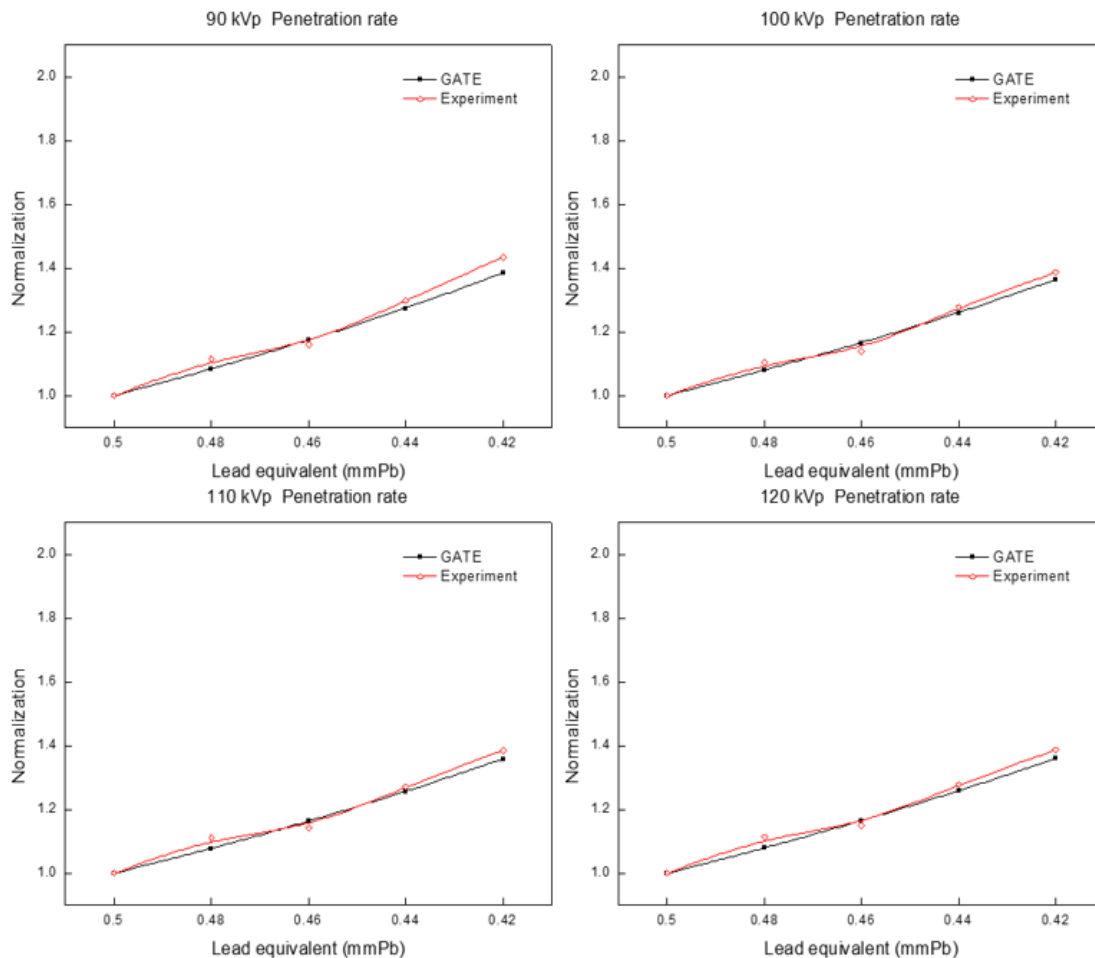 90 kVp Penetration rate
2.0
1.8
1.6
1.4
1.2
1.0
Normalization
GATE
Experiment
0.5 0.48 0.46 0.44 0.42
Lead equivalent (mmPb)
100 kVp Penetration rate
2.0
1.8
1.6
1.4
1.2
1.0
Normalization
GATE
Experiment
0.5 0.48 0.46 0.44 0.42
Lead equivalent (mmPb)
110 kVp Penetration rate
2.0
1.8
1.6
1.4
1.2
1.0
Normalization
GATE
Experiment
0.5 0.48 0.46 0.44 0.42
Lead equivalent (mmPb)
120 kVp Penetration rate
2.0
1.8
1.6
1.4
1.2
1.0
Normalization
GATE
Experiment
0.5 0.48 0.46 0.44 0.42
Lead equivalent (mmPb)